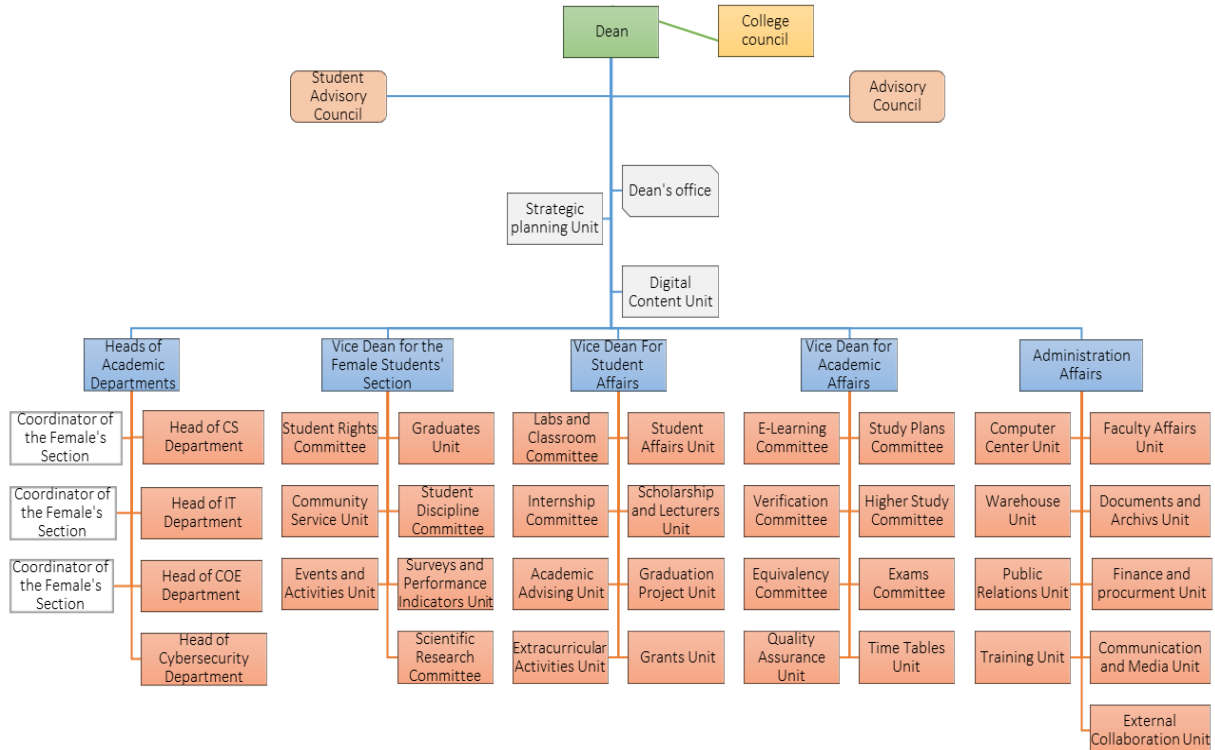 Dean
College
council
Student
Advisory
Council
Advisory
Council
Dean's office
Strategic
planning Unit
Digital
Content Unit
Heads of
Academic
Departments
Vice Dean for the
Female Students'
Section
Vice Dean For
Student
Affairs
Vice Dean for
Academic
Affairs
Administration
Affairs
Coordinator of
the Female's
Section
Head of CS
Department
Student Rights
Committee
Graduates
Unit
Labs and
Classroom
Committee
Student
Affairs Unit
E-Learning
Committee
Study Plans
Committee
Computer
Center Unit
Faculty Affairs
Unit
Coordinator of
the Female's
Section
Head of IT
Department
Community
Service Unit
Student
Discipline
Committee
Internship
Committee
Scholarship
and Lecturers
Unit
Verification
Committee
Higher Study
Committee
Warehouse
Unit
Documents and
Archivs Unit
Coordinator of
the Female's
Section
Head of COE
Department
Events and
Activities Unit
Surveys and
Performance
Indicators Unit
Academic
Advising Unit
Graduation
Project Unit
Equivalency
Committee
Exams
Committee
Public
Relations Unit
Finance and
procurment Unit
Head of
Cybersecurity
Department
Scientific
Research
Committee
Extracurricular
Activities Unit
Grants Unit
Quality
Assurance
Unit
Time Tables
Unit
Training Unit
Communication
and Media Unit
External
Collaboration Unit